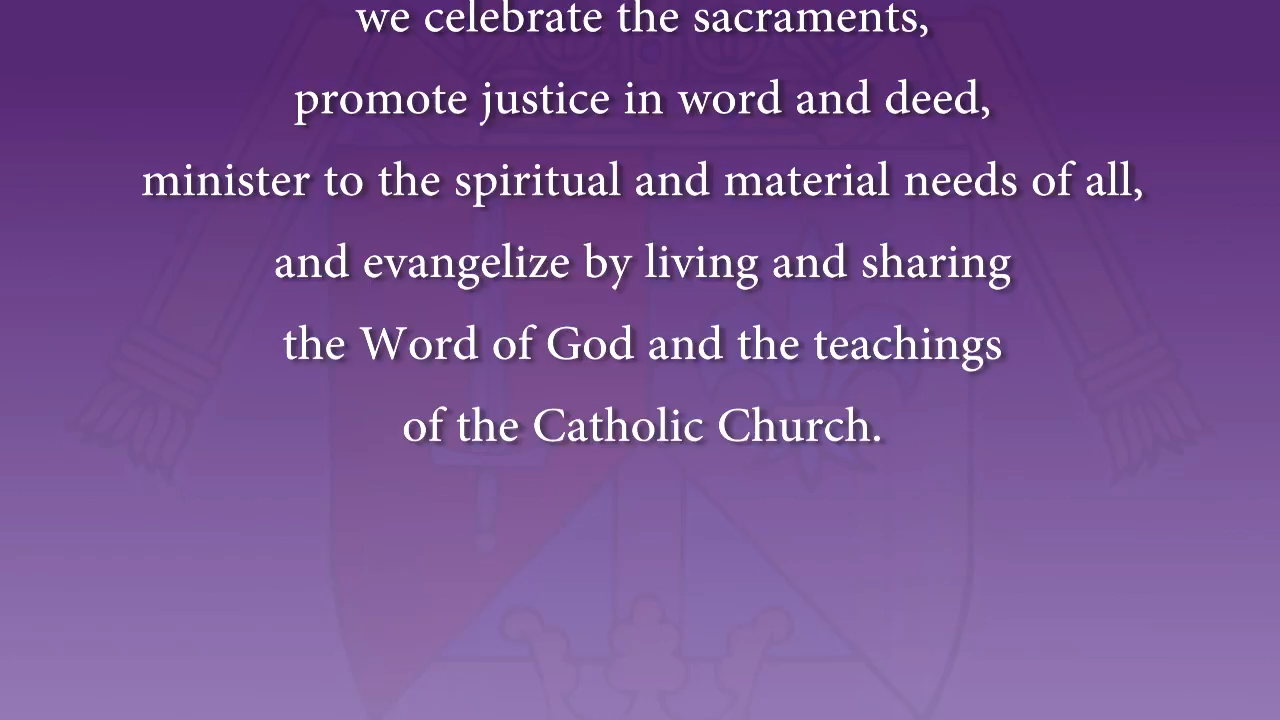 we celebrate the sacraments,
promote justice in word and deed,
minister to the spiritual and material needs of all,
and evangelize by living and sharing
the Word of God and the teachings
of the Catholic Church.